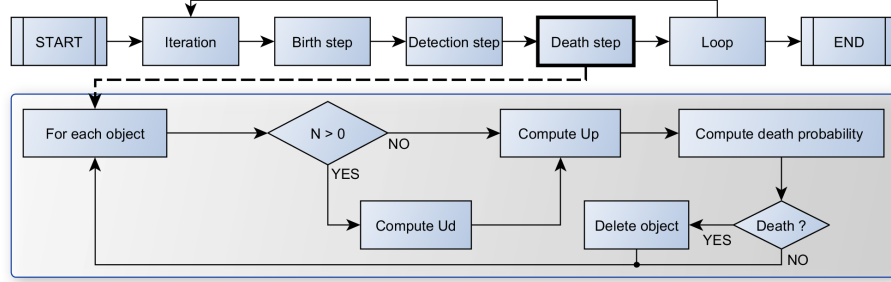 START
Iteration
Birth step
Detection step
Death step
Loop
END
For each object
N > 0
NO
Compute Up
Compute death probability
YES
Compute Ud
Delete object
YES
Death ?
NO